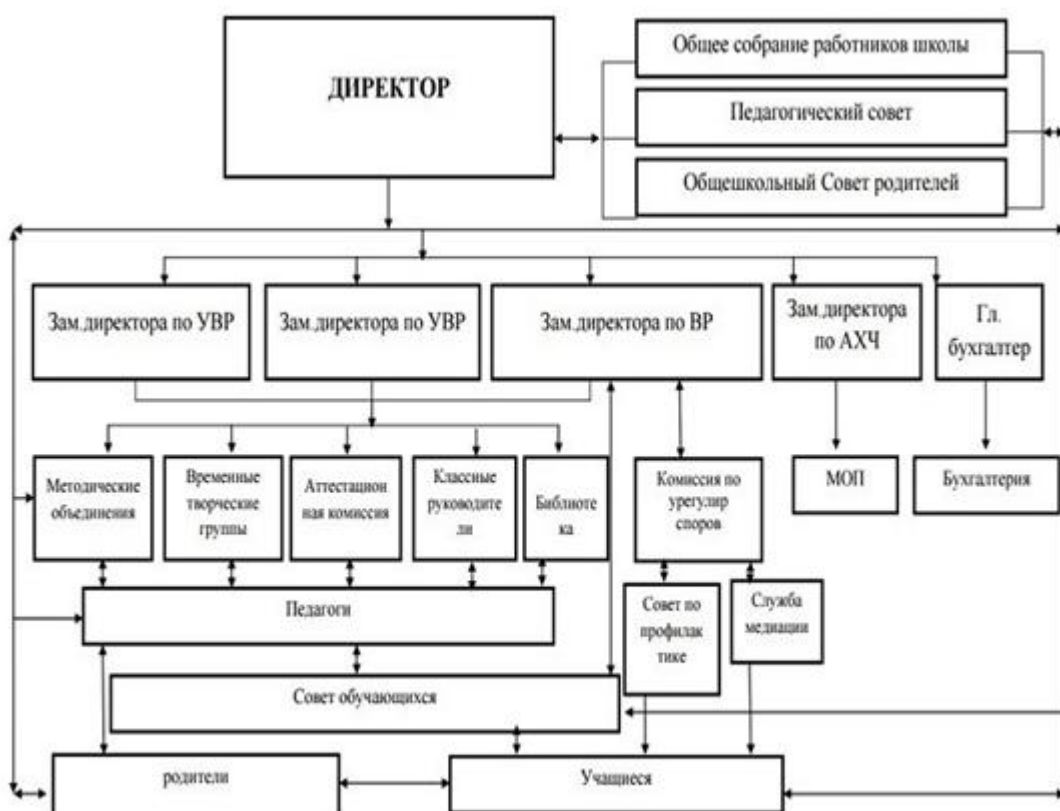 ДИРЕКТОР
Общее собрание работников школы
Педагогический совет
Общешкольный Совет родителей
Зам.директора по УВР
Зам.директора по УВР
Зам.директора по ВР
Зам.директора
по АХЧ
Гл.
бухгалтер
Методические
объединения
Временные
творческие
группы
Аттестацион
ная комиссия
Классные
руководите
ли
Библиоте
ка
Комиссия по
урегулир
споров
МОП
Бухгалтерия
Педагоги
Совет по
профилак
тике
Служба
медиации
Совет обучающихся
родители
Учащиеся